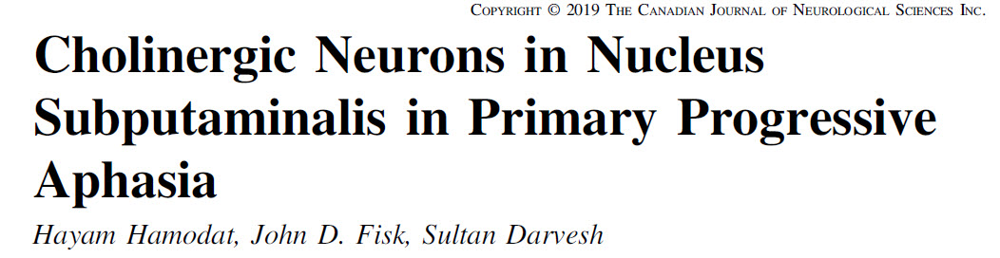 COPYRIGHT © 2019 THE CANADIAN JOURNAL OF NEUROLOGICAL SCIENCES INC.
Cholinergic Neurons in Nucleus
Subputaminalis in Primary Progressive
Aphasia
Hayam Hamodat, John D. Fisk, Sultan Darvesh